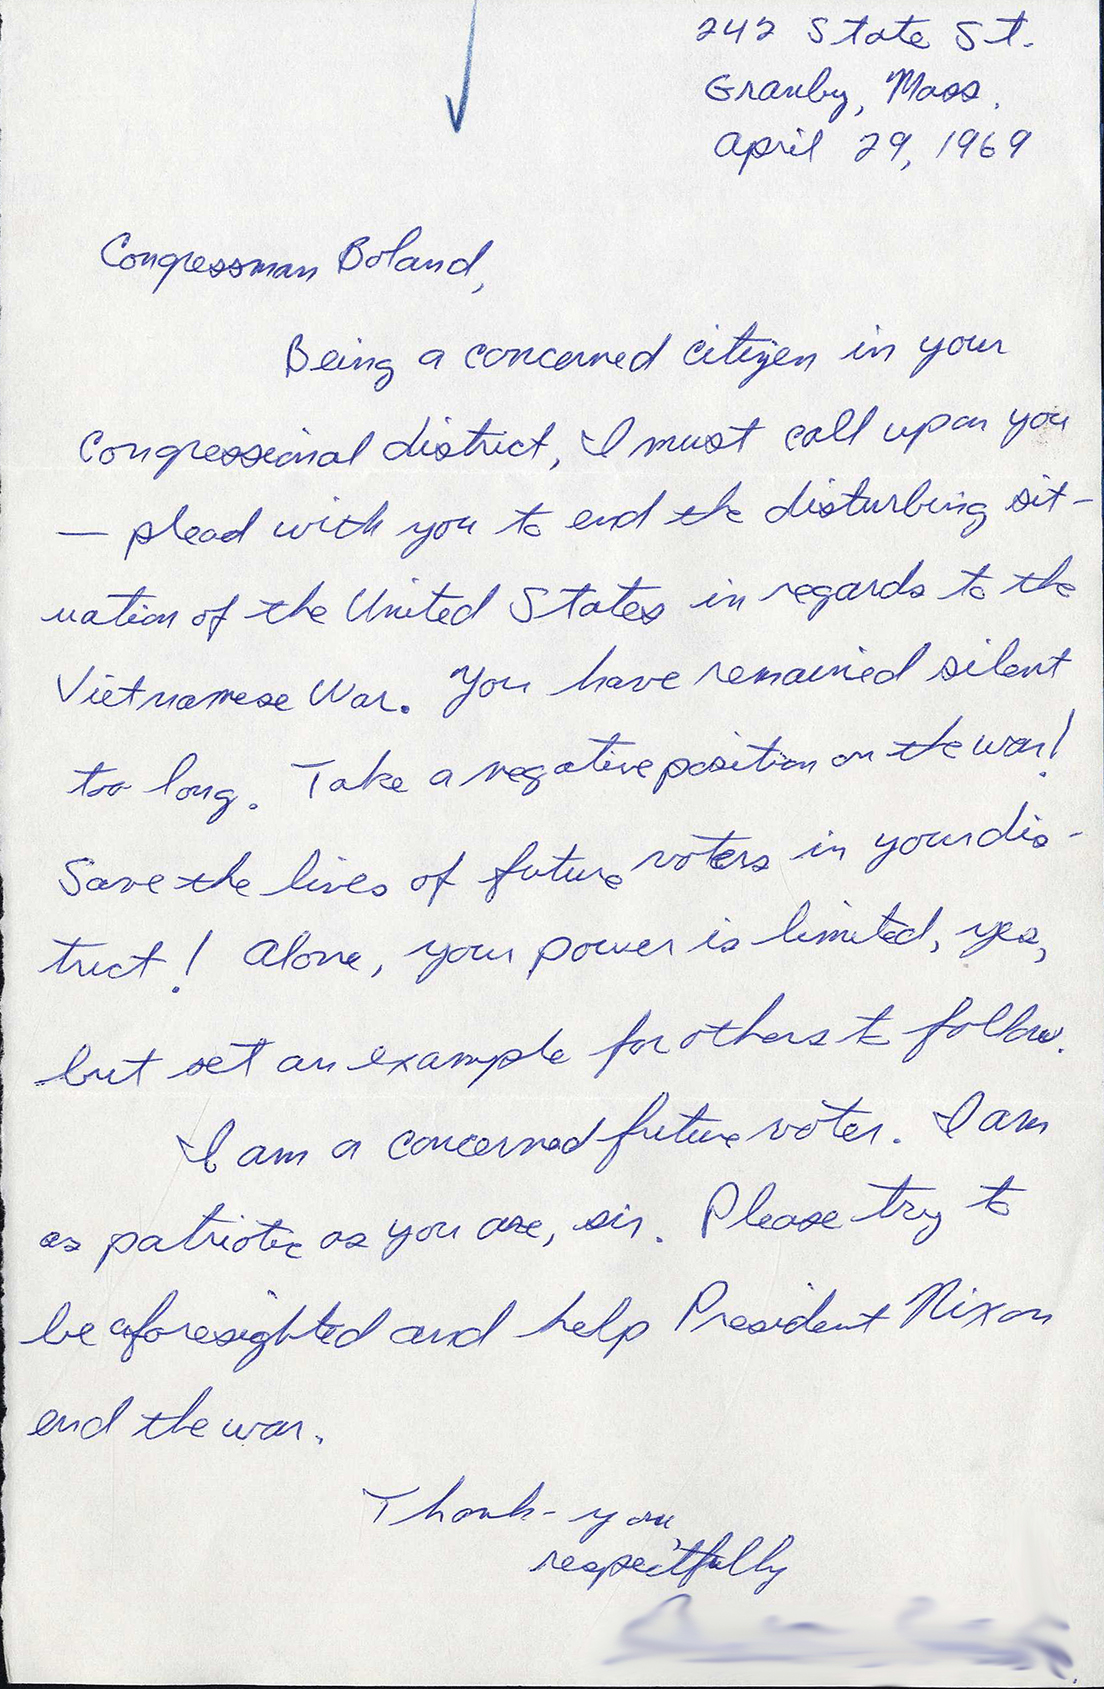 242 State St.
Granby, Mass.
April 29, 1969
Congressman Boland,
Being a concerned citizen in your
Congressional district, I must call upon you
— plead with you to end the disturbing sit-
uation of the United States in regards to the
Vietnamese War. You have remained silent
too long. Take a negative position on the war!
Save the lives of future voters in your dis-
trict! Alone, your power is limited, yes,
but set an example for others to follow.
I am a concerned future voter. I am
as patriotic as you are, sir. Please try to
be aforesighted and help President Nixon
end the war.
Thank-you,
respectfully